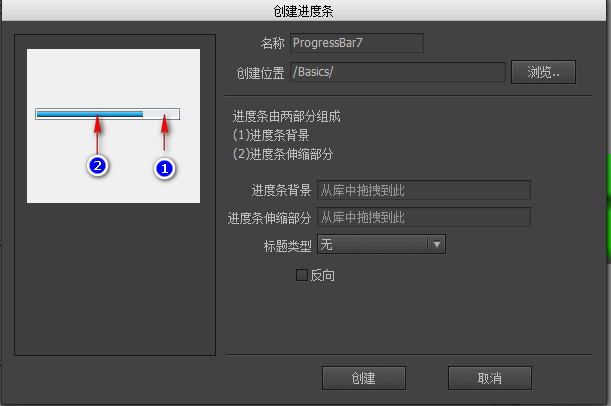 创建进度条
名称 ProgressBar7
创建位置 /Basics/ 浏览..
进度条由两部分组成
(1)进度条背景
(2)进度条伸缩部分
2 1
进度条背景 从库中拖拽到此
进度条伸缩部分 从库中拖拽到此
标题类型 无
反向
创建 取消